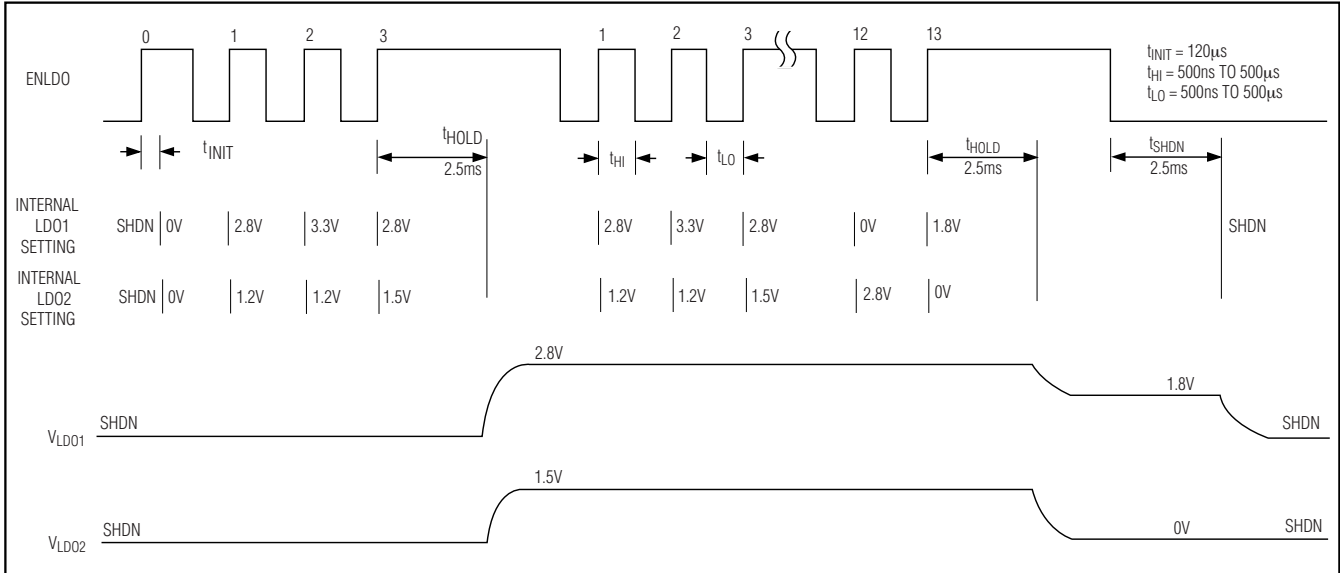 0 1 2 3 1 2 3 12 13
ENLDO
tINIT = 120µs
tHI = 500ns TO 500µs
tLO = 500ns TO 500µs
tINIT
tHOLD
2.5ms
tHI
tLO
tHOLD
2.5ms
tSHDN
2.5ms
INTERNAL
LDO1
SETTING
SHDN 0V 2.8V 3.3V 2.8V 2.8V 3.3V 2.8V 0V 1.8V SHDN
INTERNAL
LDO2
SETTING
SHDN 0V 1.2V 1.2V 1.5V 1.2V 1.2V 1.5V 2.8V 0V
2.8V
1.8V
VLDO1
SHDN
SHDN
1.5V
VLDO2
SHDN
0V
SHDN